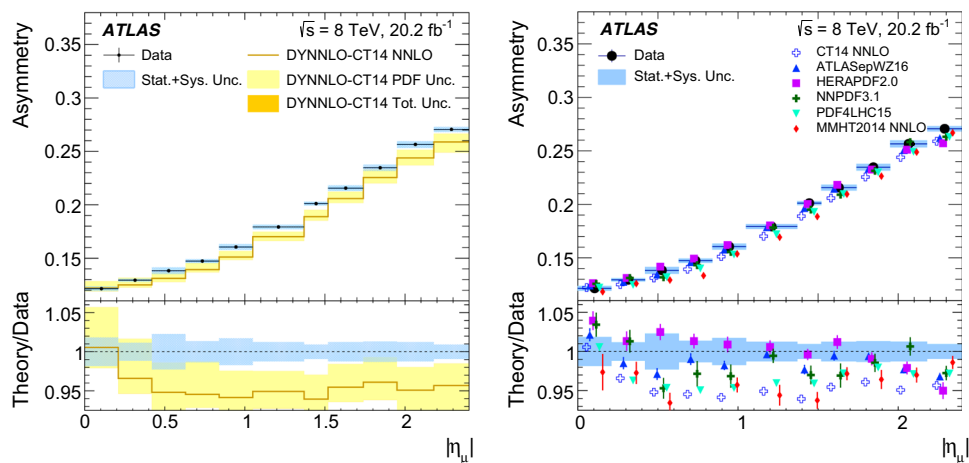 ATLAS
√s = 8 TeV, 20.2 fb-1
Data
Stat.+Sys. Unc.
DYNNLO-CT14 NNLO
DYNNLO-CT14 PDF Unc.
DYNNLO-CT14 Tot. Unc.
Asymmetry
0.35
0.3
0.25
0.2
0.15
Theory/Data
1.05
1
0.95
0 0.5 1 1.5 2
|ημ|
ATLAS
√s = 8 TeV, 20.2 fb-1
Data
Stat.+Sys. Unc.
CT14 NNLO
ATLASepWZ16
HERAPDF2.0
NNPDF3.1
PDF4LHC15
MMHT2014 NNLO
Asymmetry
0.35
0.3
0.25
0.2
0.15
Theory/Data
1.05
1
0.95
0 1 2
|ημ|